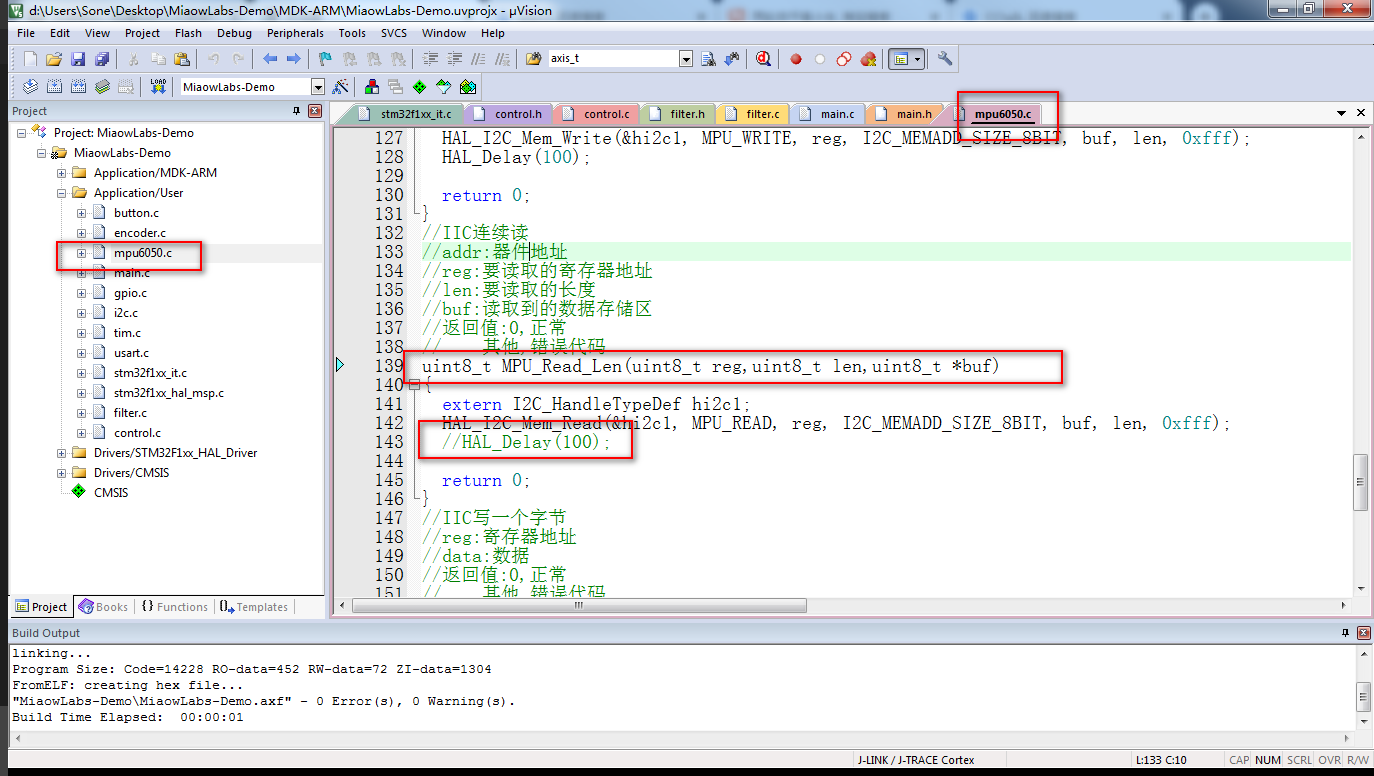 d:\Users\Sone\Desktop\MiaowLabs-Demo\MDK-ARM\MiaowLabs-Demo.uvprojx - µVision
File Edit View Project Flash Debug Peripherals Tools SVCS Window Help
axis_t
LOAD MiaowLabs-Demo
Project
stm32f1xx_it.c control.h control.c filter.h filter.c main.c main.h mpu6050.c
Project: MiaowLabs-Demo
MiaowLabs-Demo
Application/MDK-ARM
Application/User
button.c
encoder.c
mpu6050.c
main.c
gpio.c
i2c.c
tim.c
usart.c
stm32f1xx_it.c
stm32f1xx_hal_msp.c
filter.c
control.c
Drivers/STM32F1xx_HAL_Driver
Drivers/CMSIS
CMSIS
Project Books {} Functions Templates
127 HAL_I2C_Mem_Write(&hi2c1, MPU_WRITE, reg, I2C_MEMADD_SIZE_8BIT, buf, len, 0xfff);
128 HAL_Delay(100);
129
130 return 0;
131 }
132 //IIC连续读
133 //addr:器件地址
134 //reg:要读取的寄存器地址
135 //len:要读取的长度
136 //buf:读取到的数据存储区
137 //返回值:0,正常
138 // 其他,错误代码
139 uint8_t MPU_Read_Len(uint8_t reg,uint8_t len,uint8_t *buf)
140 {
141 extern I2C_HandleTypeDef hi2c1;
142 HAL_I2C_Mem_Read(&hi2c1, MPU_READ, reg, I2C_MEMADD_SIZE_8BIT, buf, len, 0xfff);
143 //HAL_Delay(100);
144
145 return 0;
146 }
147 //IIC写一个字节
148 //reg:寄存器地址
149 //data:数据
150 //返回值:0,正常
151 // 其他,错误代码
Build Output
linking...
Program Size: Code=14228 RO-data=452 RW-data=72 ZI-data=1304
FromELF: creating hex file...
"MiaowLabs-Demo\MiaowLabs-Demo.axf" - 0 Error(s), 0 Warning(s).
Build Time Elapsed: 00:00:01
J-LINK / J-TRACE Cortex L:133 C:10 CAP NUM SCRL OVR R/W